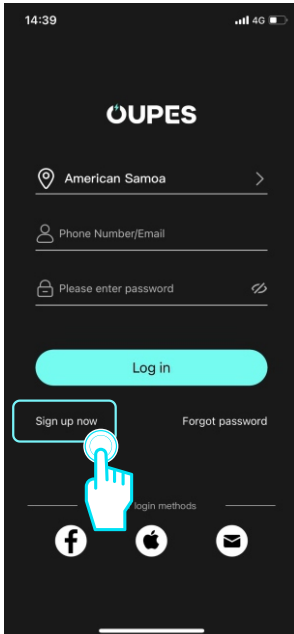 14:39 4G
OUPES
American Samoa
Phone Number/Email
Please enter password
Log in
Sign up now Forgot password
login methods